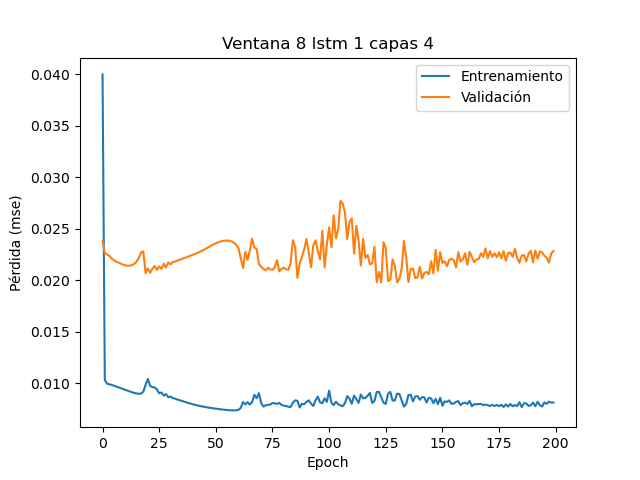 Ventana 8 lstm 1 capas 4
Entrenamiento
Validación
Pérdida (mse)
0.040
0.035
0.030
0.025
0.020
0.015
0.010
0 25 50 75 100 125 150 175 200
Epoch